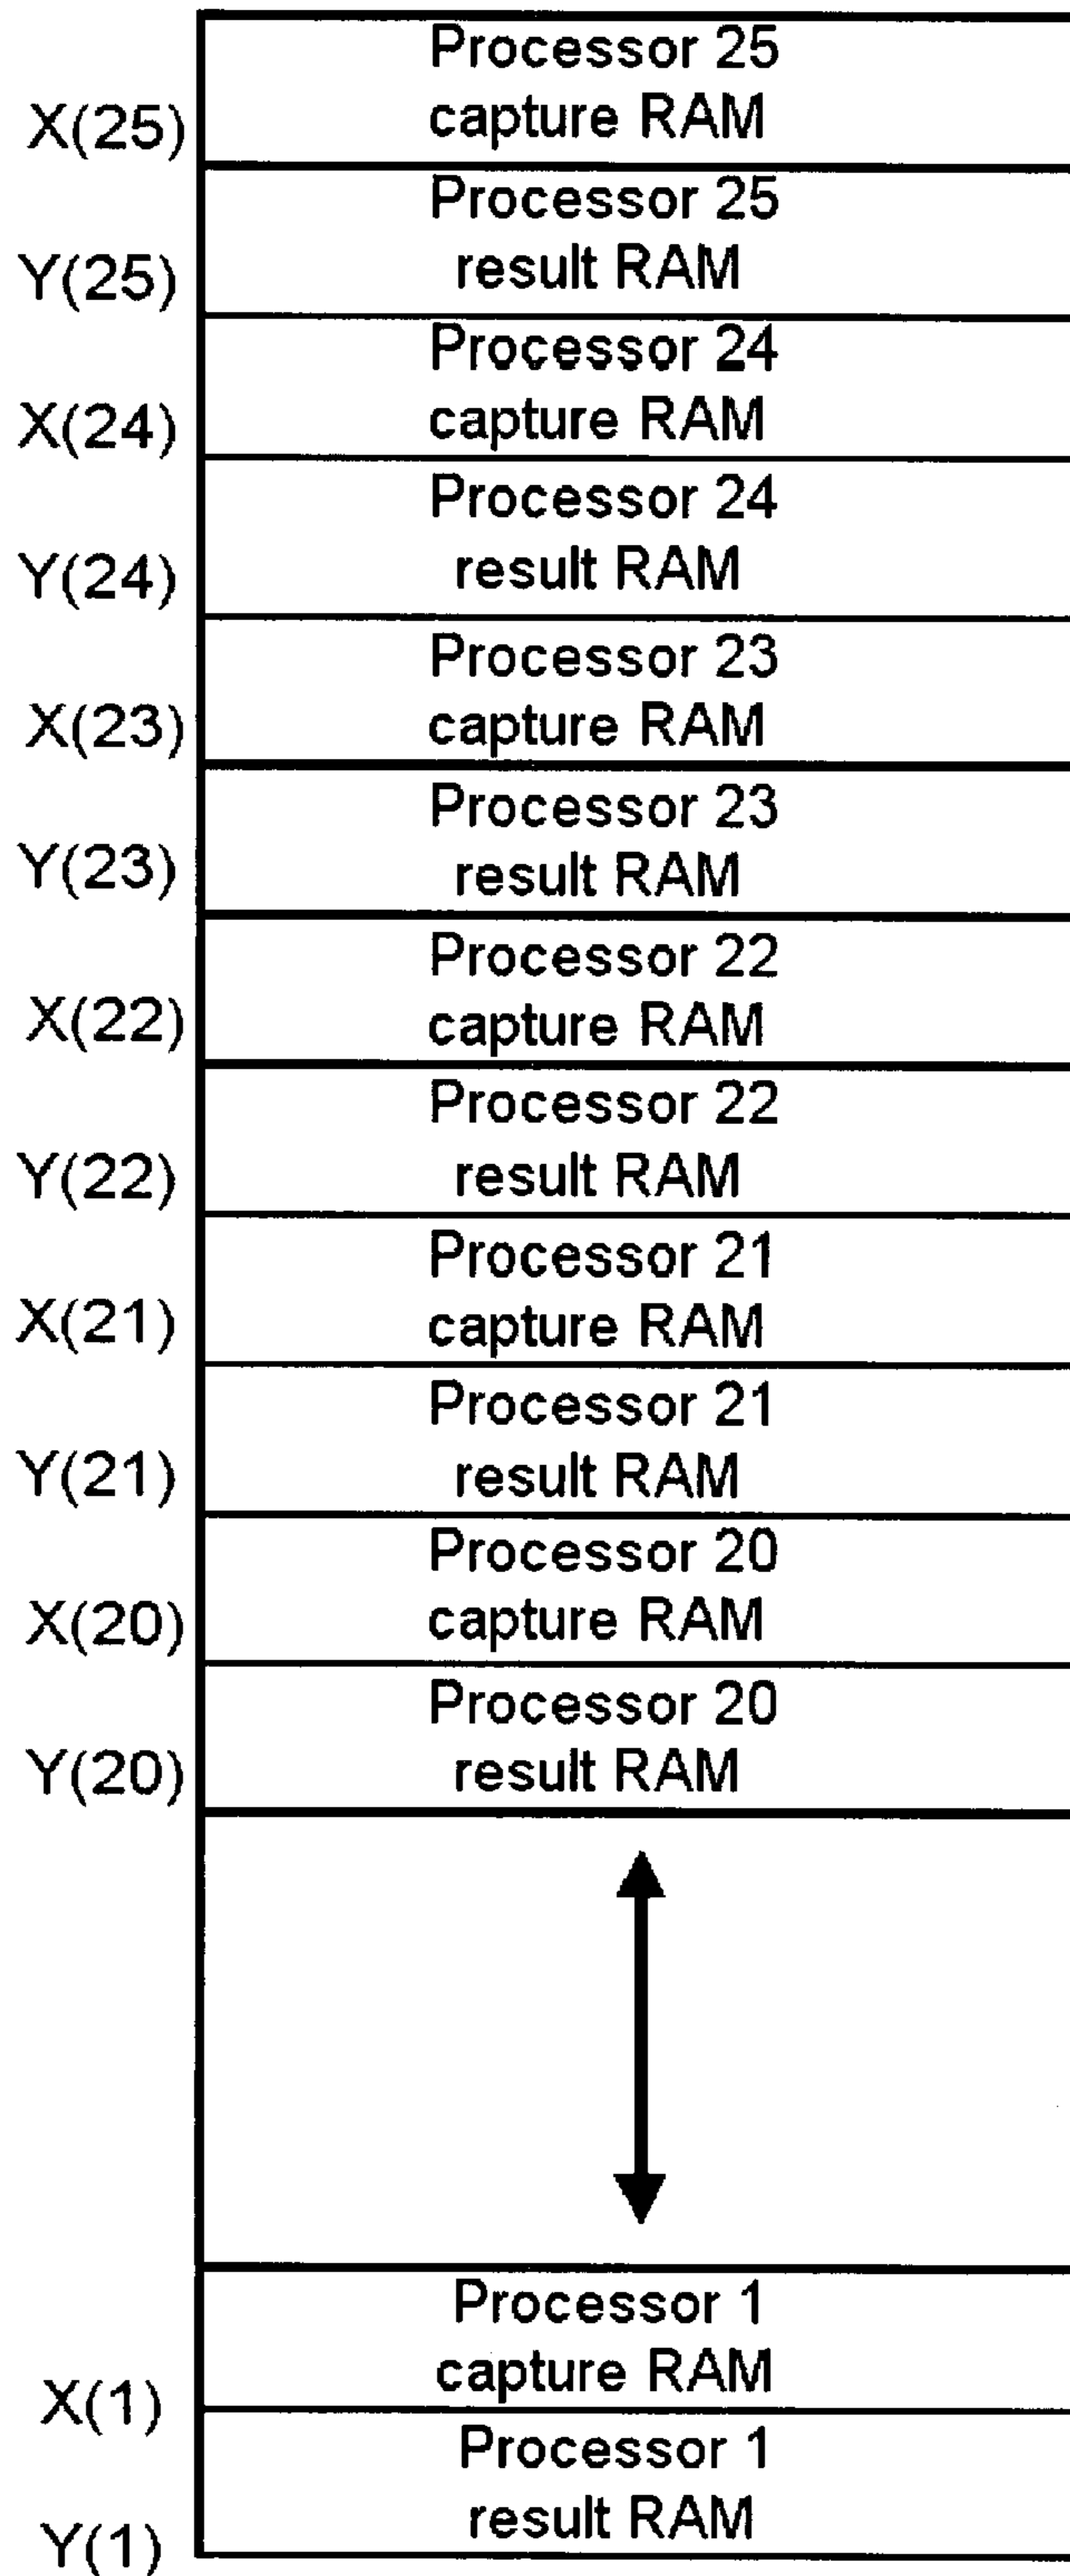 Processor 25
X(25) capture RAM
Processor 25
Y(25) result RAM
Processor 24
X(24) capture RAM
Processor 24
Y(24) result RAM
Processor 23
X(23) capture RAM
Processor 23
Y(23) result RAM
Processor 22
X(22) capture RAM
Processor 22
Y(22) result RAM
Processor 21
X(21) capture RAM
Processor 21
Y(21) result RAM
Processor 20
X(20) capture RAM
Processor 20
Y(20) result RAM
Processor 1
capture RAM
X(1)
Processor 1
result RAM
Y(1)